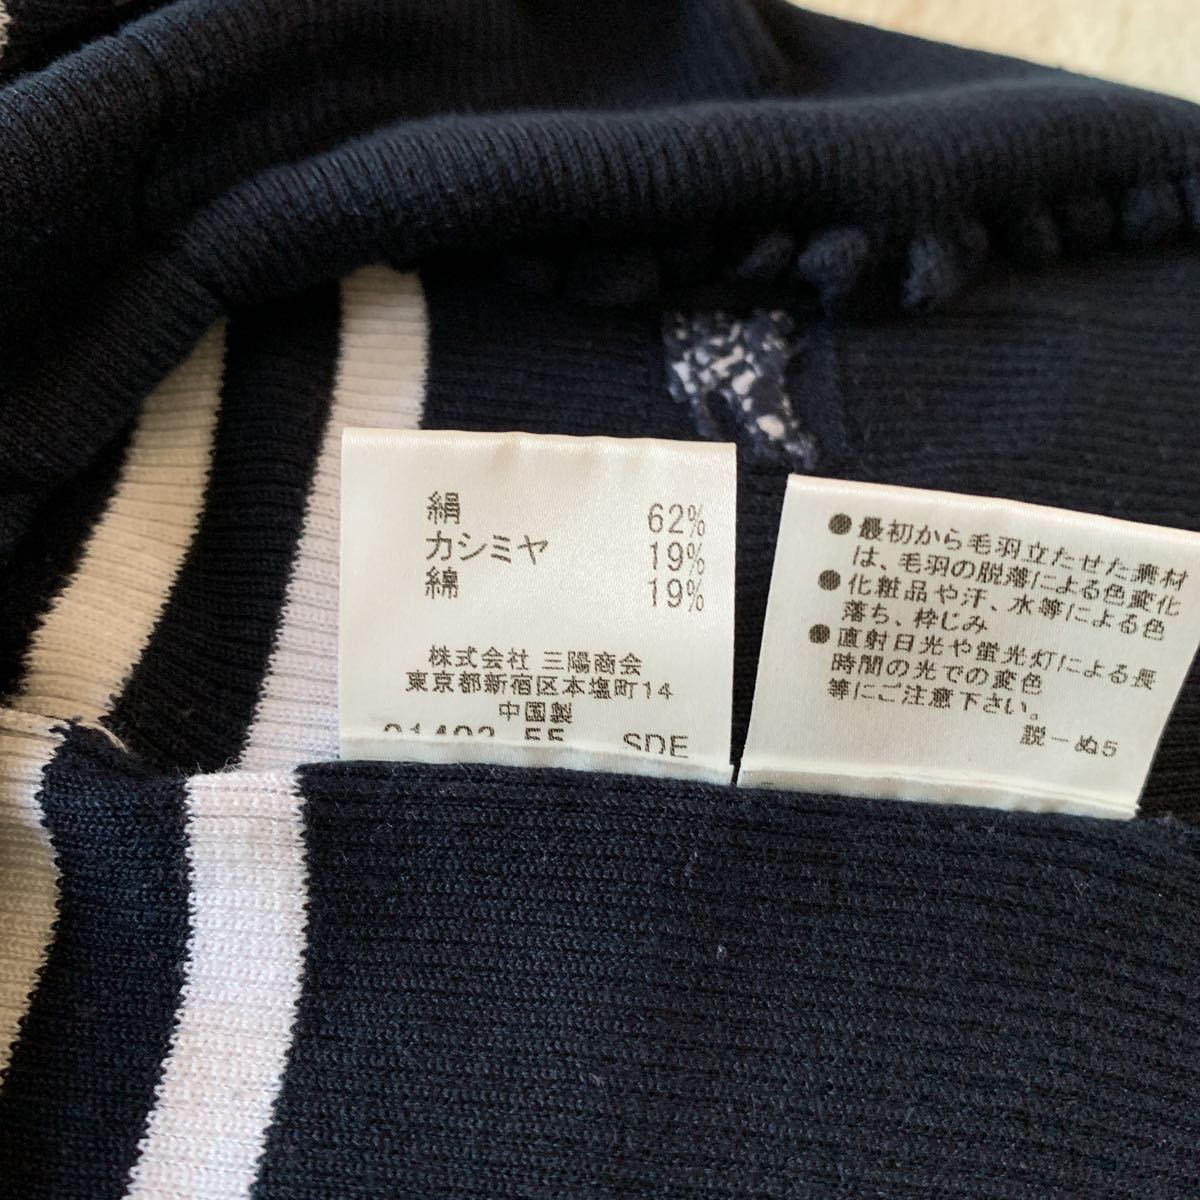 絹 62%
カシミヤ 19%
綿 19%
株式会社 三陽商会
東京都新宿区本塩町14
中国製
01402 55 SDE
●最初から毛羽立たせた素材
は、毛羽の脱落による色変化
●化粧品や汗、水等による色
落ち、枠じみ
●直射日光や蛍光灯による長
時間の光での変色
等にご注意下さい。
説ーぬ5